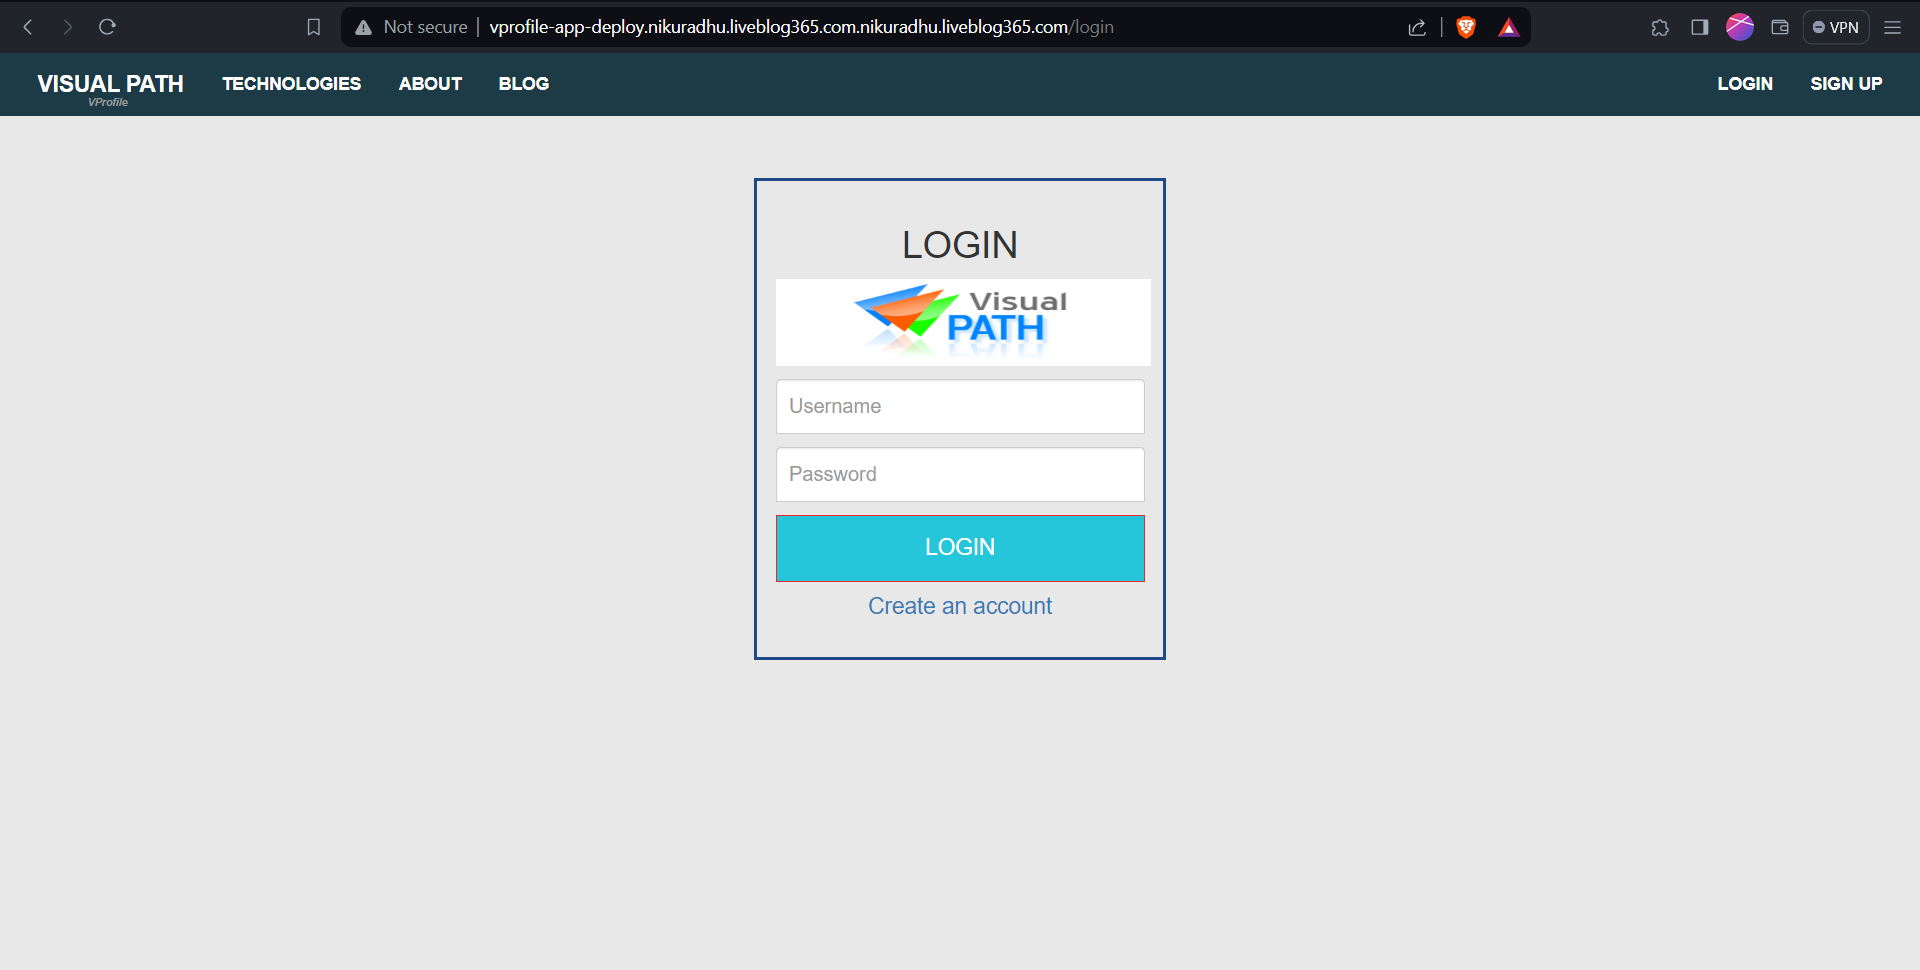 Not secure vprofile-app-deploy.nikuradhu.liveblog365.com.nikuradhu.liveblog365.com/login
VPN
VISUAL PATH TECHNOLOGIES ABOUT BLOG LOGIN SIGN UP
VProfile
LOGIN
Visual
PATH
Username
Password
LOGIN
Create an account